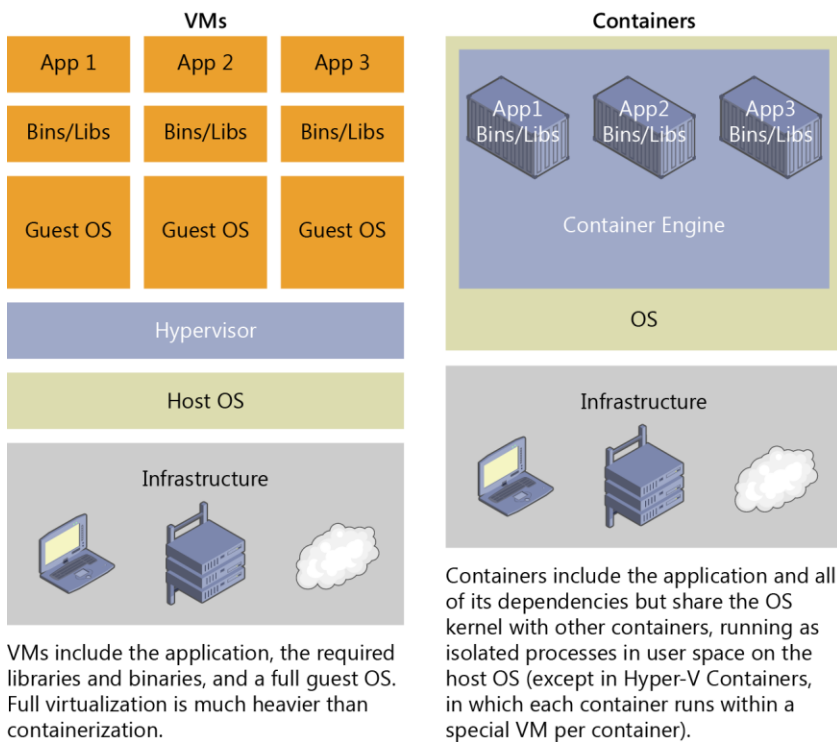 VMs
App 1
App 2
App 3
Bins/Libs
Bins/Libs
Bins/Libs
Guest OS
Guest OS
Guest OS
Hypervisor
Host OS
Infrastructure
VMs include the application, the required
libraries and binaries, and a full guest OS.
Full virtualization is much heavier than
containerization.
Containers
App1
Bins/Libs
App2
Bins/Libs
App3
Bins/Libs
Container Engine
OS
Infrastructure
Containers include the application and all
of its dependencies but share the OS
kernel with other containers, running as
isolated processes in user space on the
host OS (except in Hyper-V Containers,
in which each container runs within a
special VM per container).